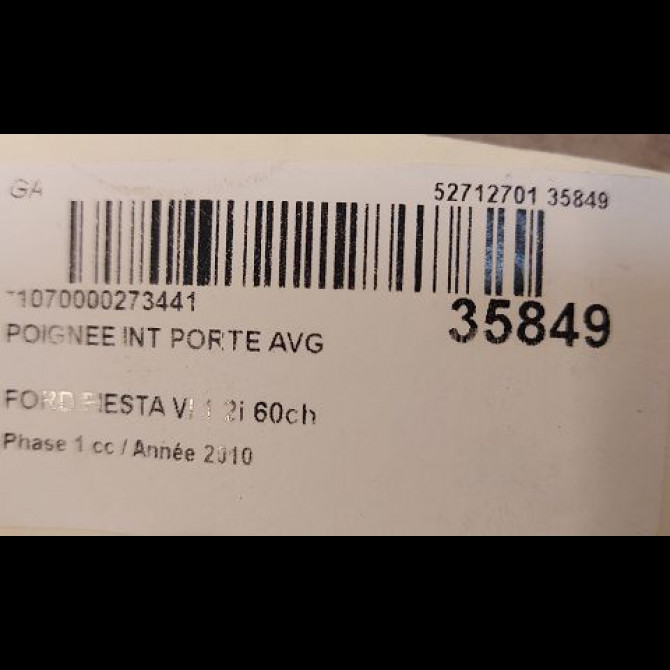 GA
52712701 35849
1070000273441
35849
POIGNEE INT PORTE AVG
FORD FIESTA VI 1.2i 60ch
Phase 1 cc / Année 2010